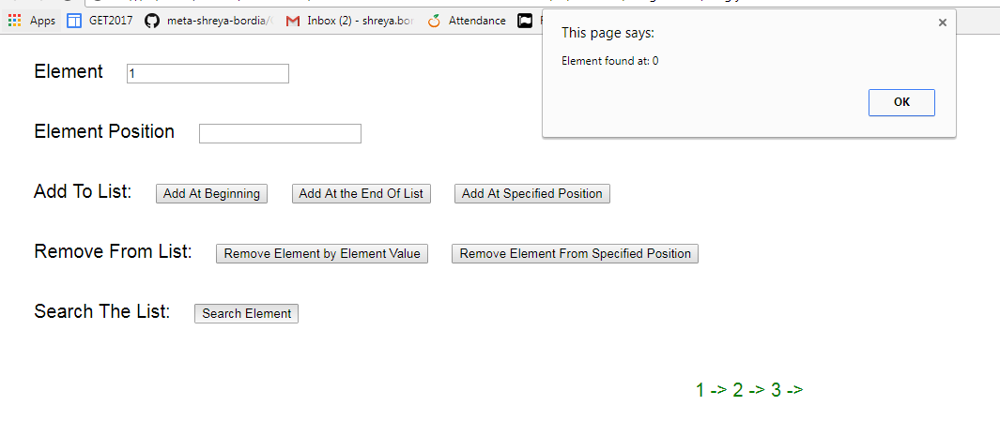 Apps GET2017 meta-shreya-bordia/ Inbox (2) - shreya.bor Attendance
This page says:
Element found at: 0
OK
Element 1
Element Position
Add To List: Add At Beginning Add At the End Of List Add At Specified Position
Remove From List: Remove Element by Element Value Remove Element From Specified Position
Search The List: Search Element
1 -> 2 -> 3 ->